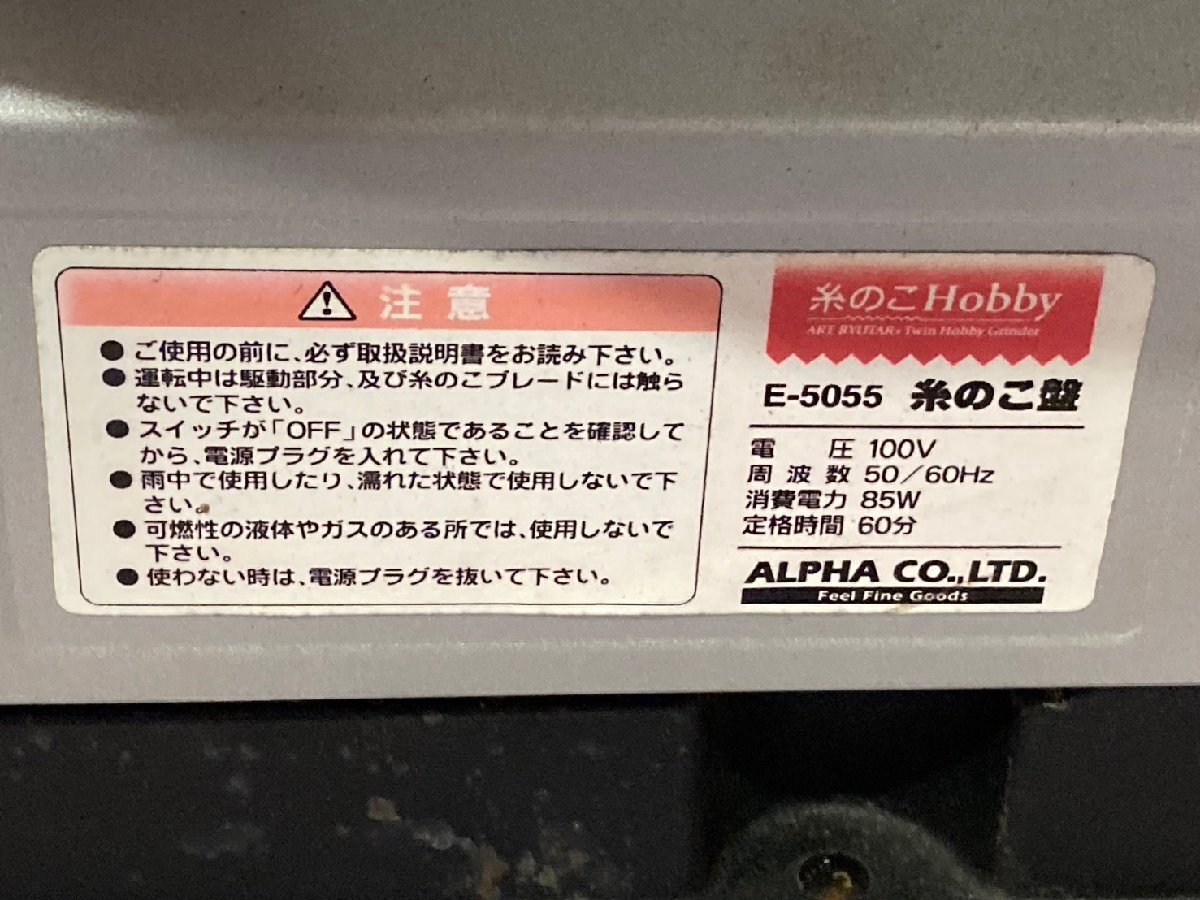 注意
●ご使用の前に、必ず取扱説明書をお読み下さい。
●運転中は駆動部分、及び糸のこブレードには触ら
ないで下さい。
●スイッチが「OFF」の状態であることを確認して
から、電源プラグを入れて下さい。
●雨中で使用したり、濡れた状態で使用しないで下
さい。
●可燃性の液体やガスのある所では、使用しないで
下さい。
●使わない時は、電源プラグを抜いて下さい。
糸のこHobby
ART RYUTAR® Twin Hobby Grinder
E-5055 糸のこ盤
電圧 100V
周波数 50/60Hz
消費電力 85W
定格時間 60分
ALPHA CO.,LTD.
Feel Fine Goods